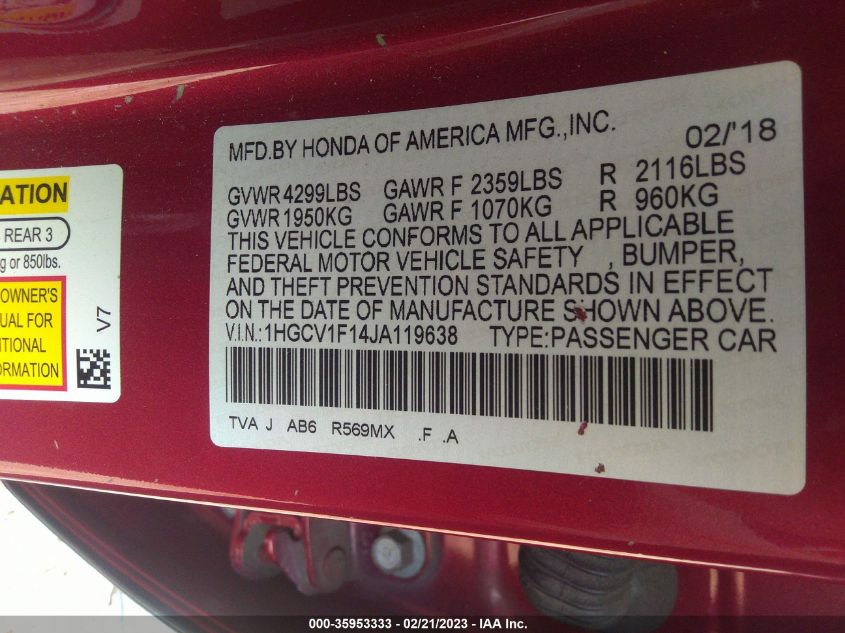 ATION
REAR 3
g or 850lbs.
OWNER'S
UAL FOR
ITIONAL
ORMATION
V7
MFD.BY HONDA OF AMERICA MFG.,INC. 02/'18
GVWR 4299LBS GAWR F 2359LBS R 2116LBS
GVWR 1950KG GAWR F 1070KG R 960KG
THIS VEHICLE CONFORMS TO ALL APPLICABLE
FEDERAL MOTOR VEHICLE SAFETY , BUMPER,
AND THEFT PREVENTION STANDARDS IN EFFECT
ON THE DATE OF MANUFACTURE SHOWN ABOVE.
V.I.N.:1HGCV1F14JA119638 TYPE:PASSENGER CAR
TVA J AB6 R569MX .F .A
000-35953333 - 02/21/2023 - IAA Inc.